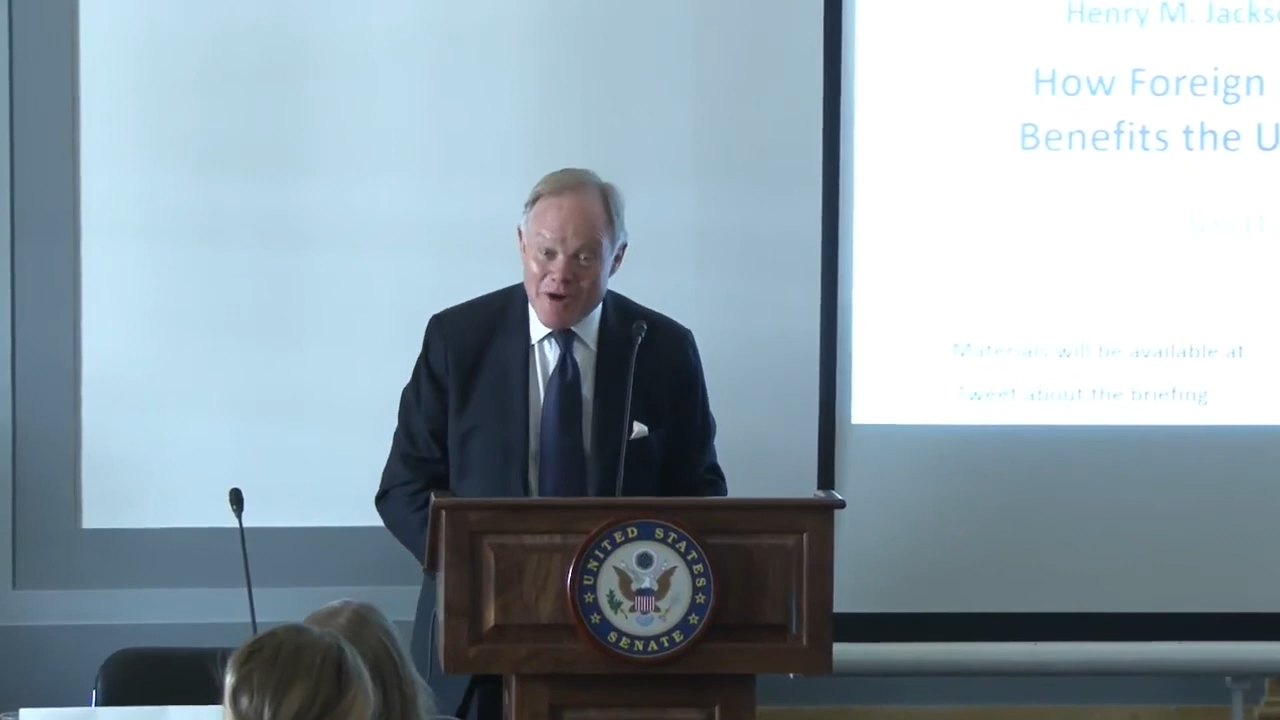 Henry M. Jacks
How Foreign
Benefits the U
Materials will be available at
Tweet about the briefing
UNITED STATES
SENATE